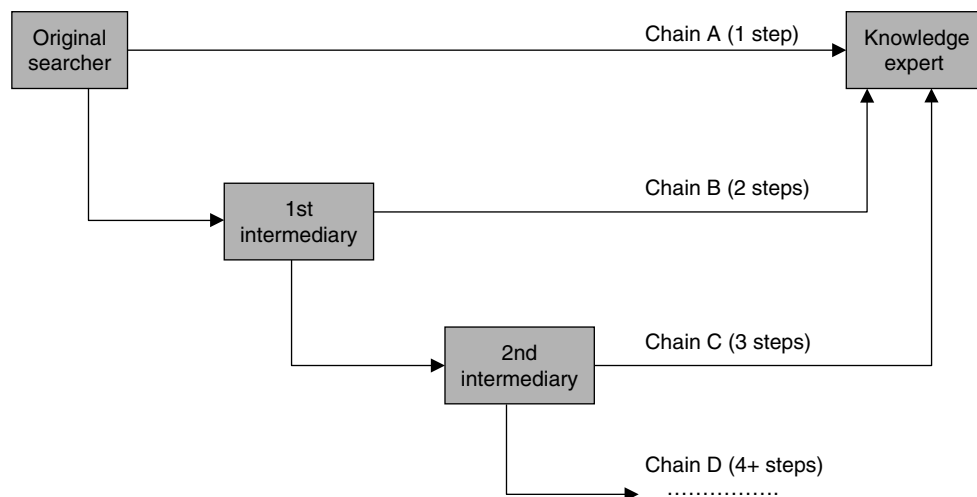 Original
searcher
Chain A (1 step)
Knowledge
expert
1st
intermediary
Chain B (2 steps)
2nd
intermediary
Chain C (3 steps)
Chain D (4+ steps)
................